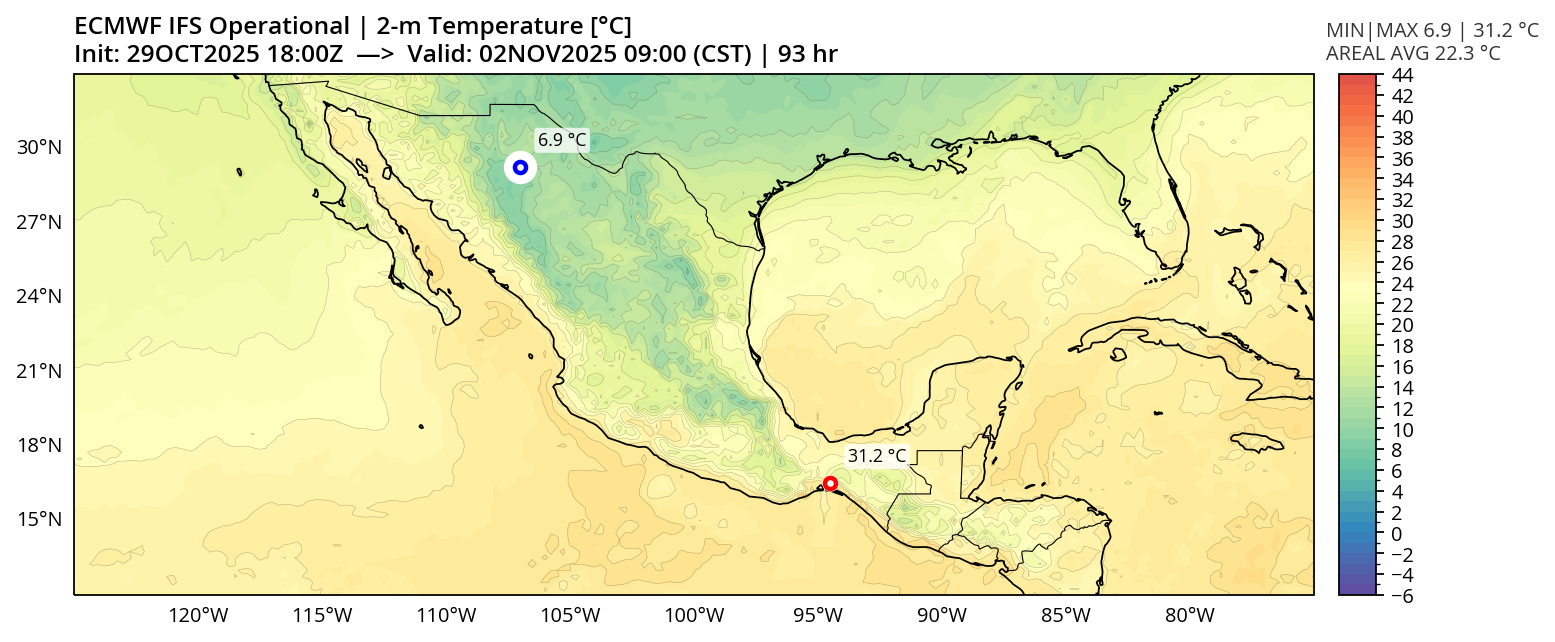 ECMWF IFS Operational | 2-m Temperature [°C]
Init: 29OCT2025 18:00Z —> Valid: 02NOV2025 09:00 (CST) | 93 hr
MIN|MAX 6.9 | 31.2 °C
AREAL AVG 22.3 °C
44
42
40
38
36
34
32
30
28
26
24
22
20
18
16
14
12
10
8
6
4
2
0
−2
−4
−6
30°N
27°N
24°N
21°N
18°N
15°N
6.9 °C
31.2 °C
120°W
115°W
110°W
105°W
100°W
95°W
90°W
85°W
80°W